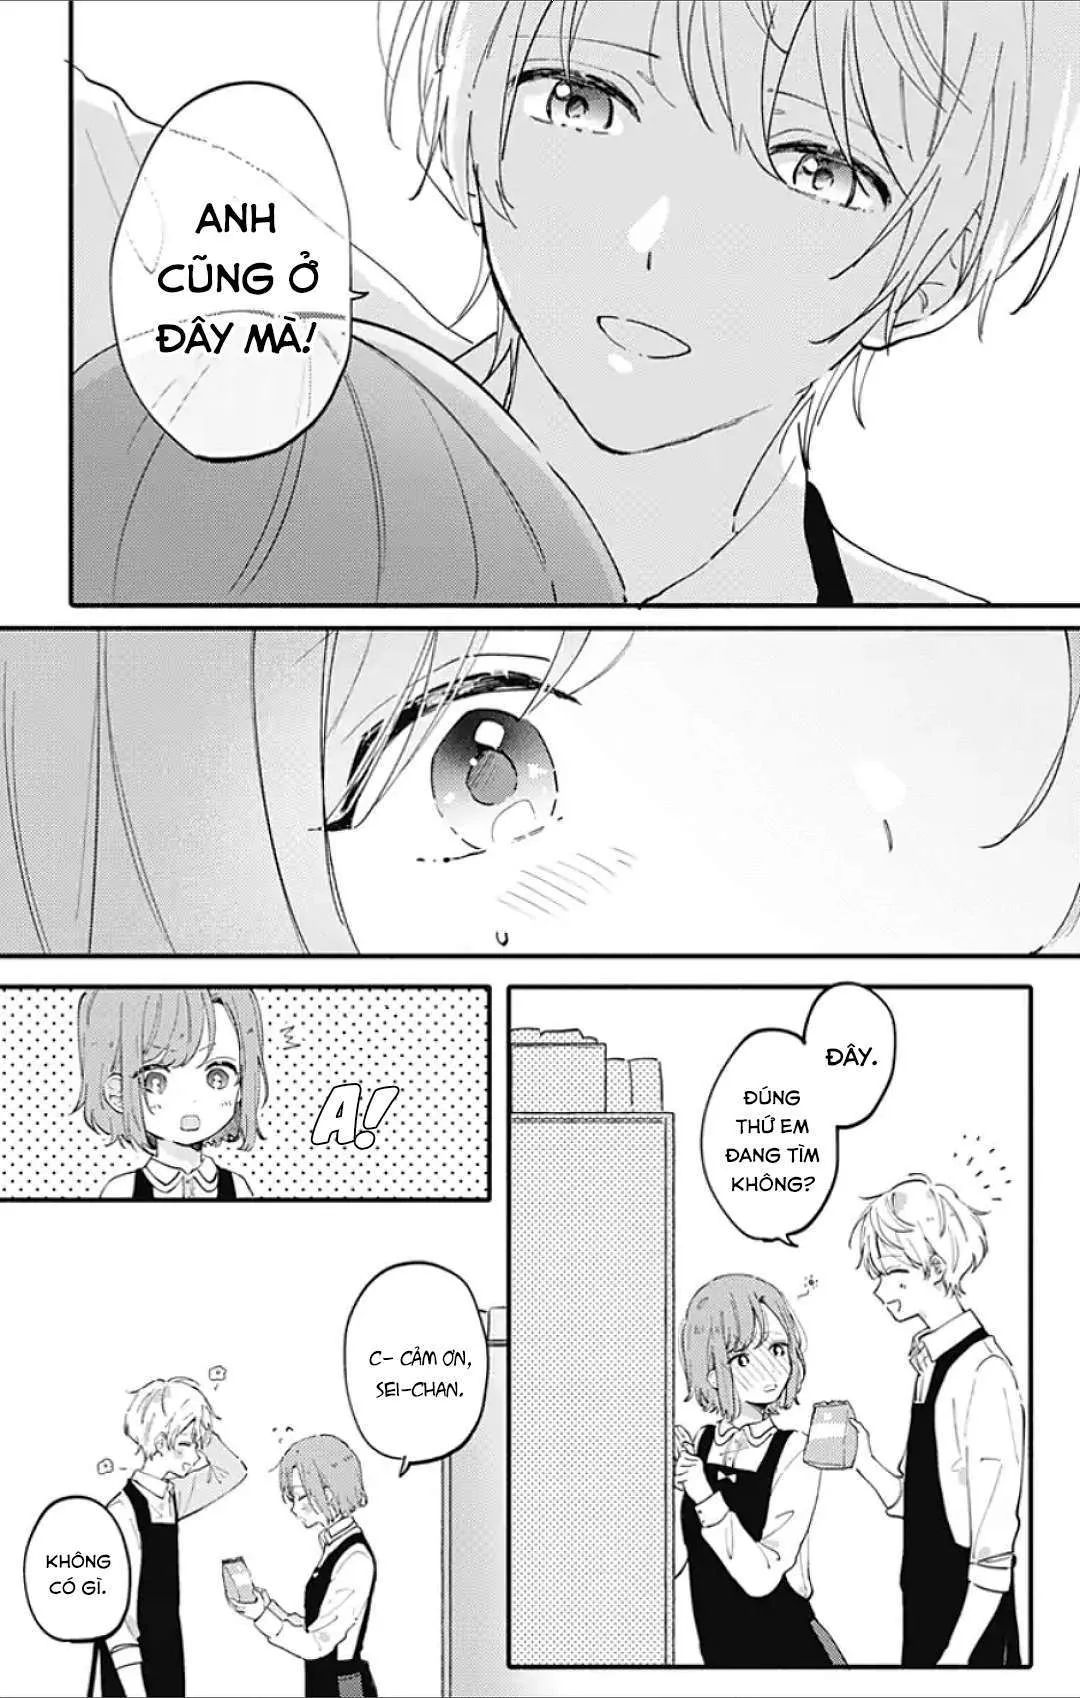 ANH
CŨNG Ở
ĐÂY MÀ!
ĐÂY.
ĐÚNG
THỨ EM
ĐANG TÌM
KHÔNG?
A!
C- CẢM ƠN,
SEI-CHAN.
KHÔNG
CÓ GÌ.